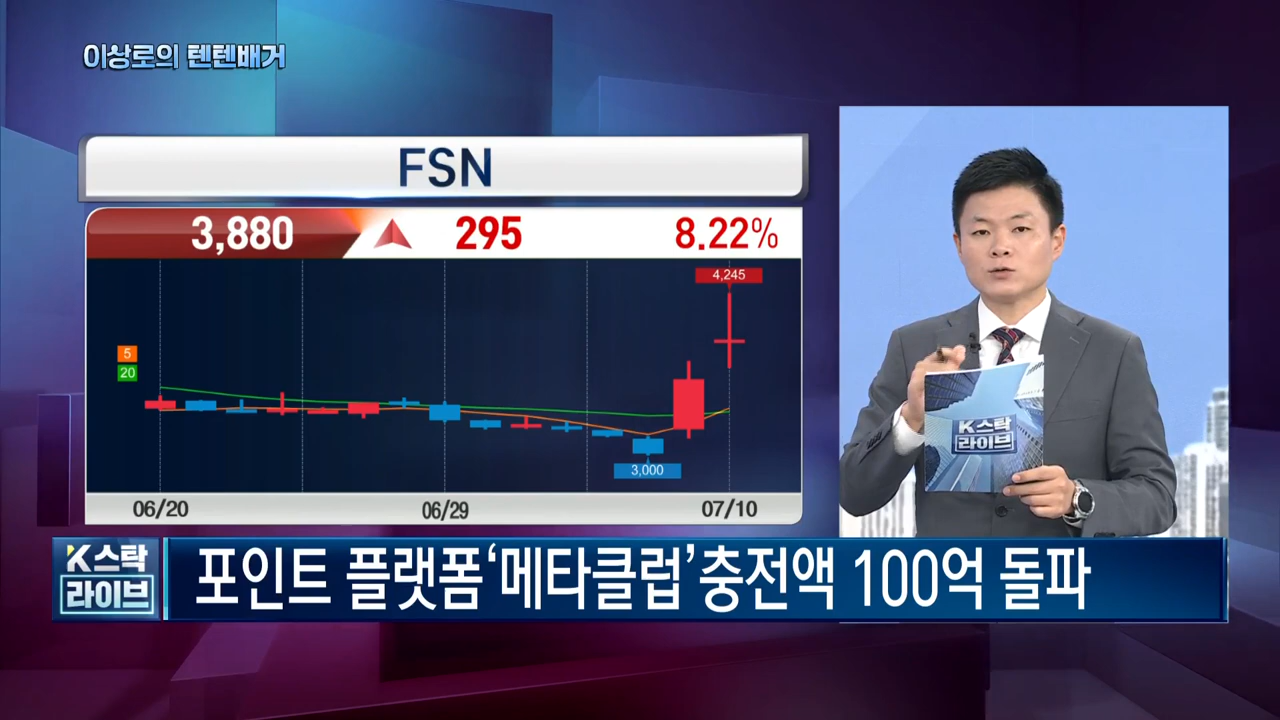 이상로의 텐텐배거
FSN
3,880 295 8.22%
4,245
5
20
3,000
06/20 06/29 07/10
K스탁
라이브
K스탁
라이브
포인트 플랫폼‘메타클럽’충전액 100억 돌파